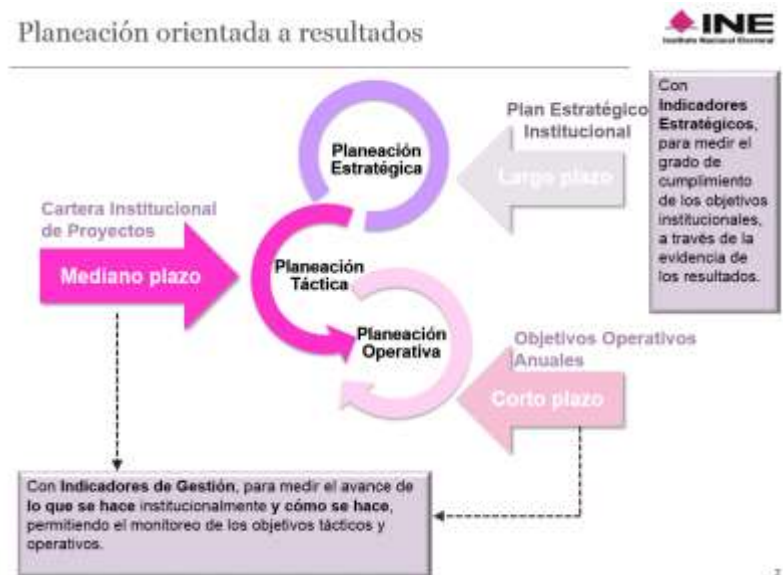 Planeación orientada a resultados
INE
Instituto Nacional Electoral
Planeación
Estratégica
Plan Estratégico
Institucional
Largo plazo
Con
Indicadores
Estratégicos,
para medir el
grado de
cumplimiento
de los objetivos
institucionales,
a través de la
evidencia de
los resultados.
Cartera Institucional
de Proyectos
Mediano plazo
Planeación
Táctica
Planeación
Operativa
Objetivos Operativos
Anuales
Corto plazo
Con Indicadores de Gestión, para medir el avance de
lo que se hace institucionalmente y cómo se hace,
permitiendo el monitoreo de los objetivos tácticos y
operativos.